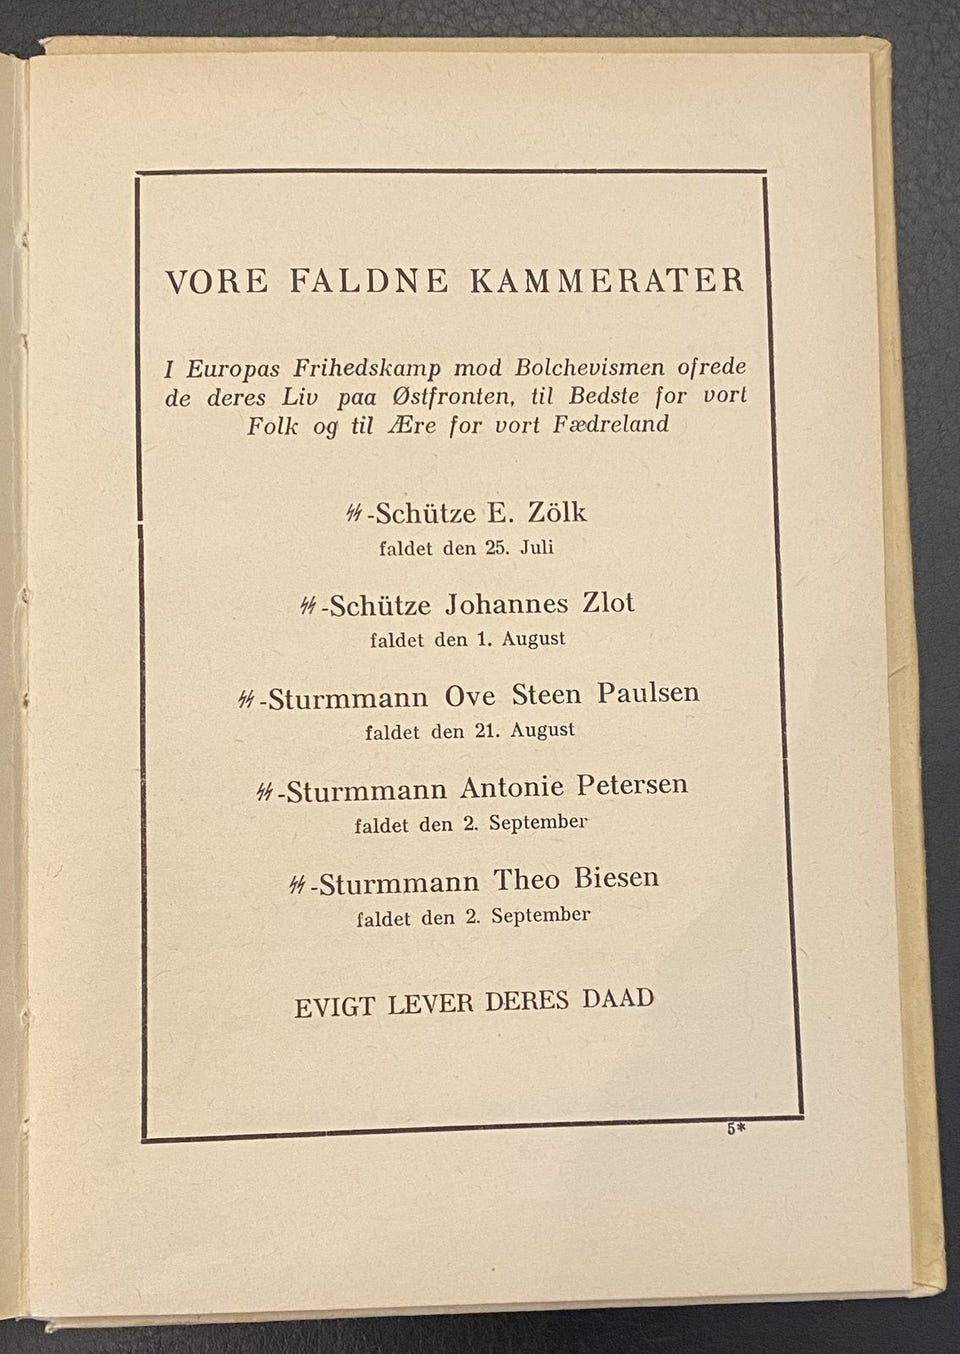 VORE FALDNE KAMMERATER
I Europas Frihedskamp mod Bolchevismen ofrede
de deres Liv paa Østfronten, til Bedste for vort
Folk og til Ære for vort Fædreland
ᛋᛋ-Schütze E. Zölk
faldet den 25. Juli
ᛋᛋ-Schütze Johannes Zlot
faldet den 1. August
ᛋᛋ-Sturmmann Ove Steen Paulsen
faldet den 21. August
ᛋᛋ-Sturmmann Antonie Petersen
faldet den 2. September
ᛋᛋ-Sturmmann Theo Biesen
faldet den 2. September
EVIGT LEVER DERES DAAD
5*